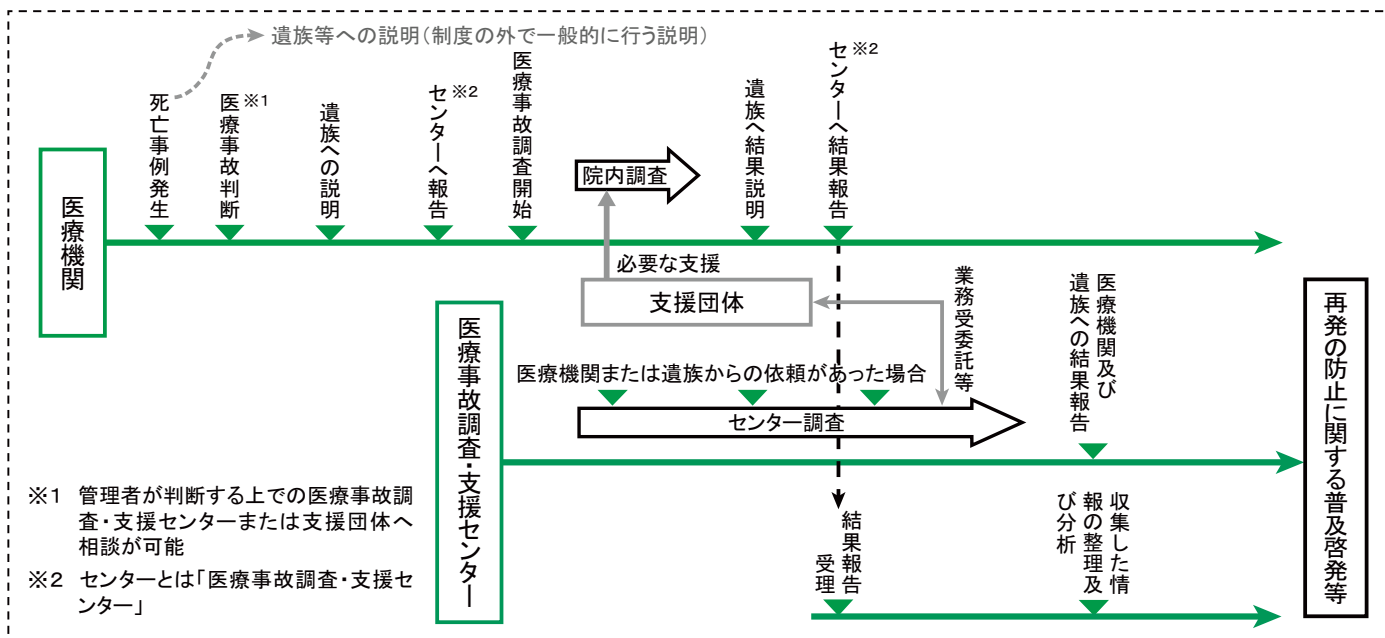 遺族等への説明（制度の外で一般的に行う説明）
死亡事例発生
医療事故判断
※1
遺族への説明
センターへ報告
※2
医療事故調査開始
院内調査
遺族へ結果説明
センターへ結果報告
※2
医療機関
必要な支援
支援団体
業務受委託等
医療機関または遺族からの依頼があった場合
センター調査
医療機関及び
遺族への結果報告
医療事故調査・支援センター
結果報告
受理
収集した情
報の整理及
び分析
再発の防止に関する普及啓発等
※1 管理者が判断する上での医療事故調
査・支援センターまたは支援団体へ
相談が可能
※2 センターとは「医療事故調査・支援セ
ンター」